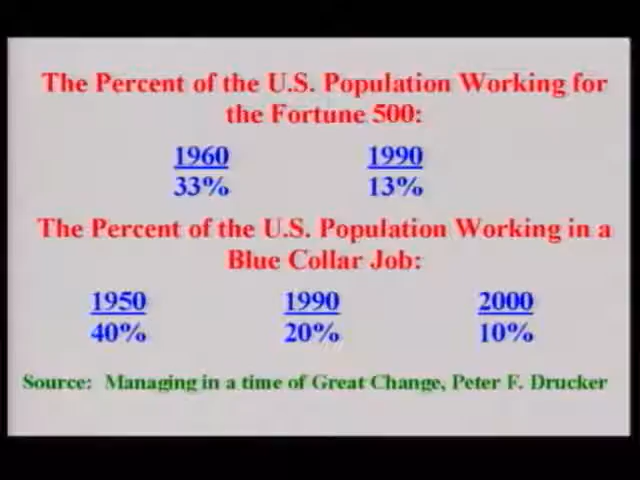 The Percent of the U.S. Population Working for
the Fortune 500:
1960 1990
33% 13%
The Percent of the U.S. Population Working in a
Blue Collar Job:
1950 1990 2000
40% 20% 10%
Source: Managing in a time of Great Change, Peter F. Drucker